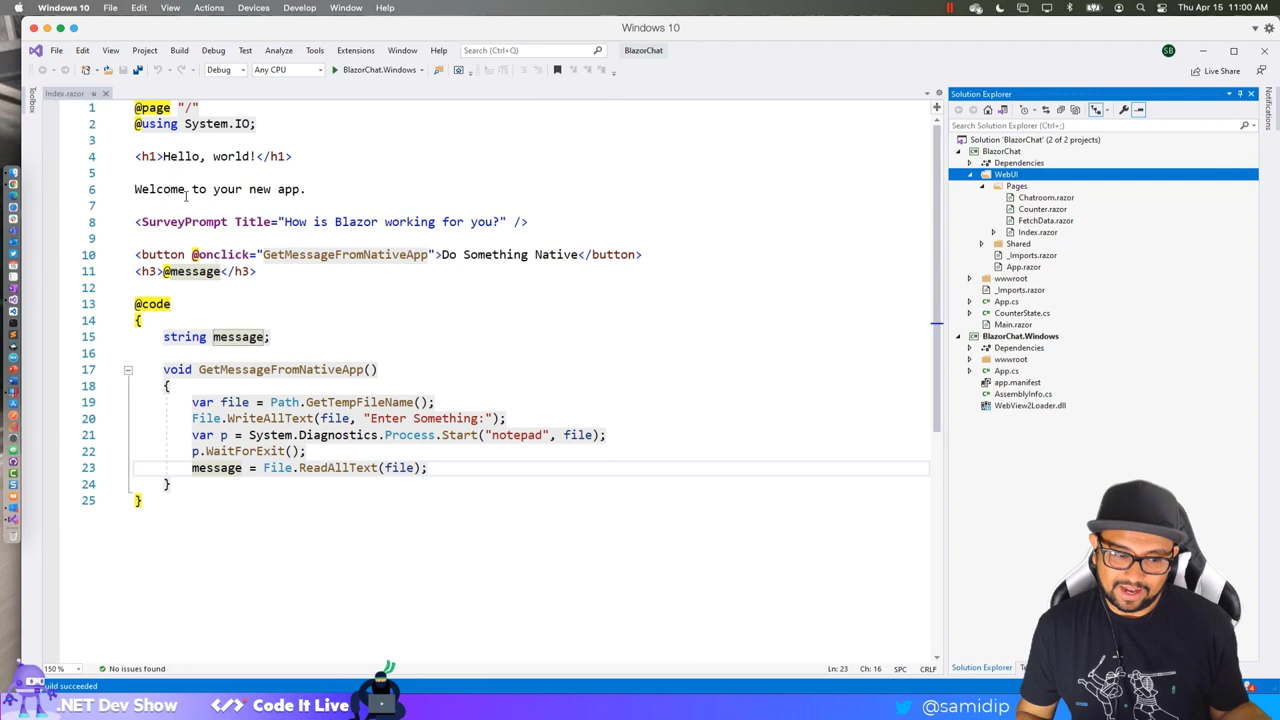 Windows 10 File Edit View Actions Devices Develop Window Help Thu Apr 15 11:00 AM
Windows 10
File Edit View Project Build Debug Test Analyze Tools Extensions Window Help Search (Ctrl+Q) BlazorChat SB
Debug Any CPU BlazorChat.Windows Live Share
Toolbox
Index.razor
1 @page "/"
2 @using System.IO;
3
4 <h1>Hello, world!</h1>
5
6 Welcome to your new app.
7
8 <SurveyPrompt Title="How is Blazor working for you?" />
9
10 <button @onclick="GetMessageFromNativeApp">Do Something Native</button>
11 <h3>@message</h3>
12
13 @code
14 {
15 string message;
16
17 void GetMessageFromNativeApp()
18 {
19 var file = Path.GetTempFileName();
20 File.WriteAllText(file, "Enter Something:");
21 var p = System.Diagnostics.Process.Start("notepad", file);
22 p.WaitForExit();
23 message = File.ReadAllText(file);
24 }
25 }
150 % No issues found Ln: 23 Ch: 16 SPC CRLF
Solution Explorer
Search Solution Explorer (Ctrl+;)
Solution 'BlazorChat' (2 of 2 projects)
BlazorChat
Dependencies
WebUI
Pages
Chatroom.razor
Counter.razor
FetchData.razor
Index.razor
Shared
_Imports.razor
App.razor
wwwroot
_Imports.razor
App.cs
CounterState.cs
Main.razor
BlazorChat.Windows
Dependencies
wwwroot
App.cs
app.manifest
AssemblyInfo.cs
WebView2Loader.dll
Solution Explorer
Notifications
uild succeeded
.NET Dev Show Code It Live @samidip